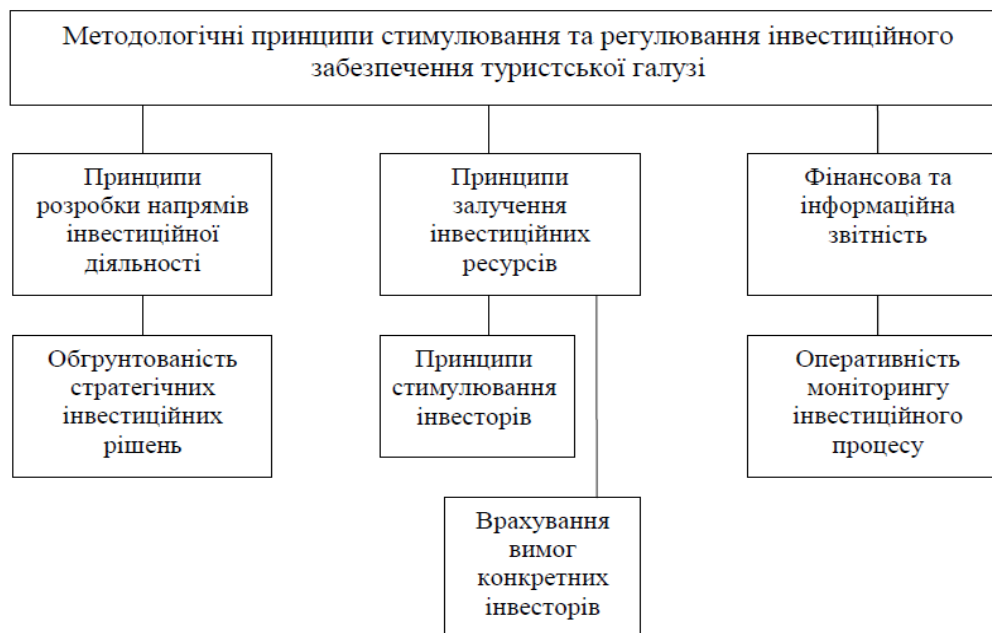 Методологічні принципи стимулювання та регулювання інвестиційного
забезпечення туристської галузі
Принципи
розробки напрямів
інвестиційної
діяльності
Принципи
залучення
інвестиційних
ресурсів
Фінансова та
інформаційна
звітність
Обгрунтованість
стратегічних
інвестиційних
рішень
Принципи
стимулювання
інвесторів
Оперативність
моніторингу
інвестиційного
процесу
Врахування
вимог
конкретних
інвесторів